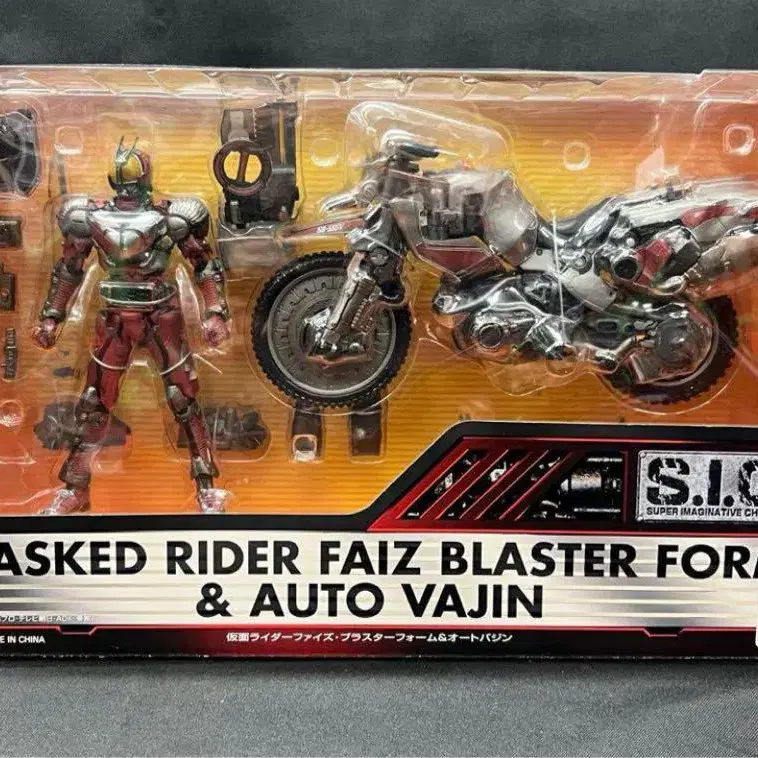 S.I.C
SUPER IMAGINATIVE CH
ASKED RIDER FAIZ BLASTER FORM
& AUTO VAJIN
E IN CHINA
仮面ライダーファイズ・ブラスターフォーム&オートバジン